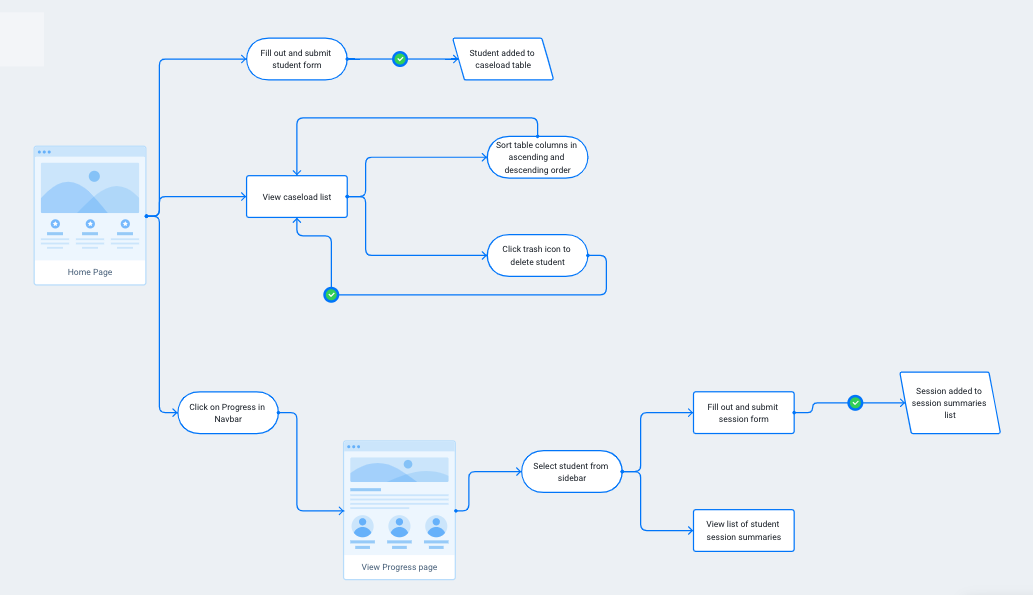 Fill out and submit
student form
Student added to
caseload table
Sort table columns in
ascending and
descending order
View caseload list
Click trash icon to
delete student
Home Page
Click on Progress in
Navbar
Session added to
session summaries
list
Fill out and submit
session form
Select student from
sidebar
View list of student
session summaries
View Progress page